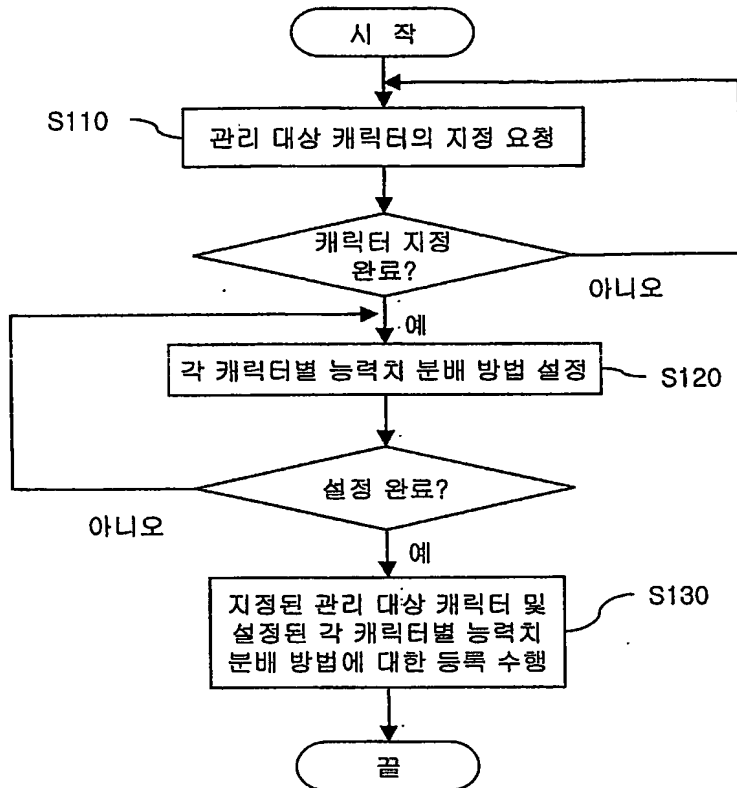 시 작
S110
관리 대상 캐릭터의 지정 요청
캐릭터 지정
완료?
아니오
예
각 캐릭터별 능력치 분배 방법 설정
S120
설정 완료?
아니오
예
지정된 관리 대상 캐릭터 및
설정된 각 캐릭터별 능력치
분배 방법에 대한 등록 수행
S130
끝